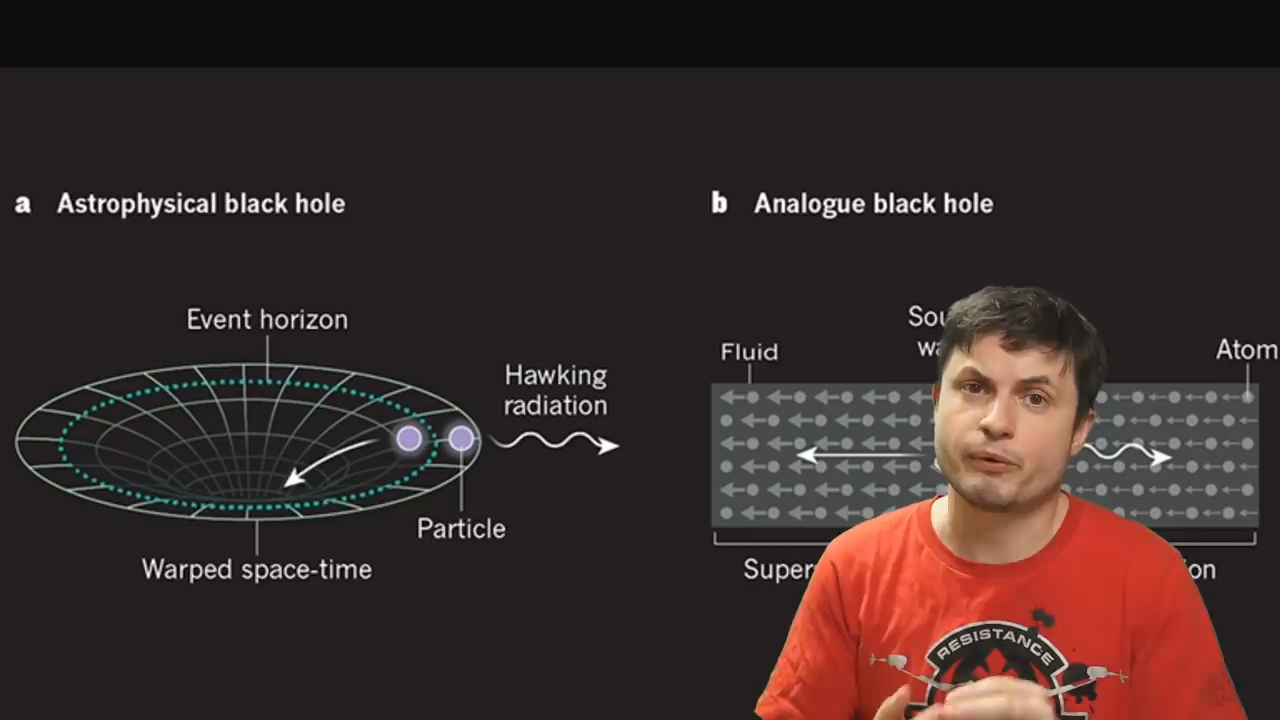 a Astrophysical black hole
Event horizon
Hawking
radiation
Particle
Warped space-time
b Analogue black hole
Fluid
Atom
RESISTANCE